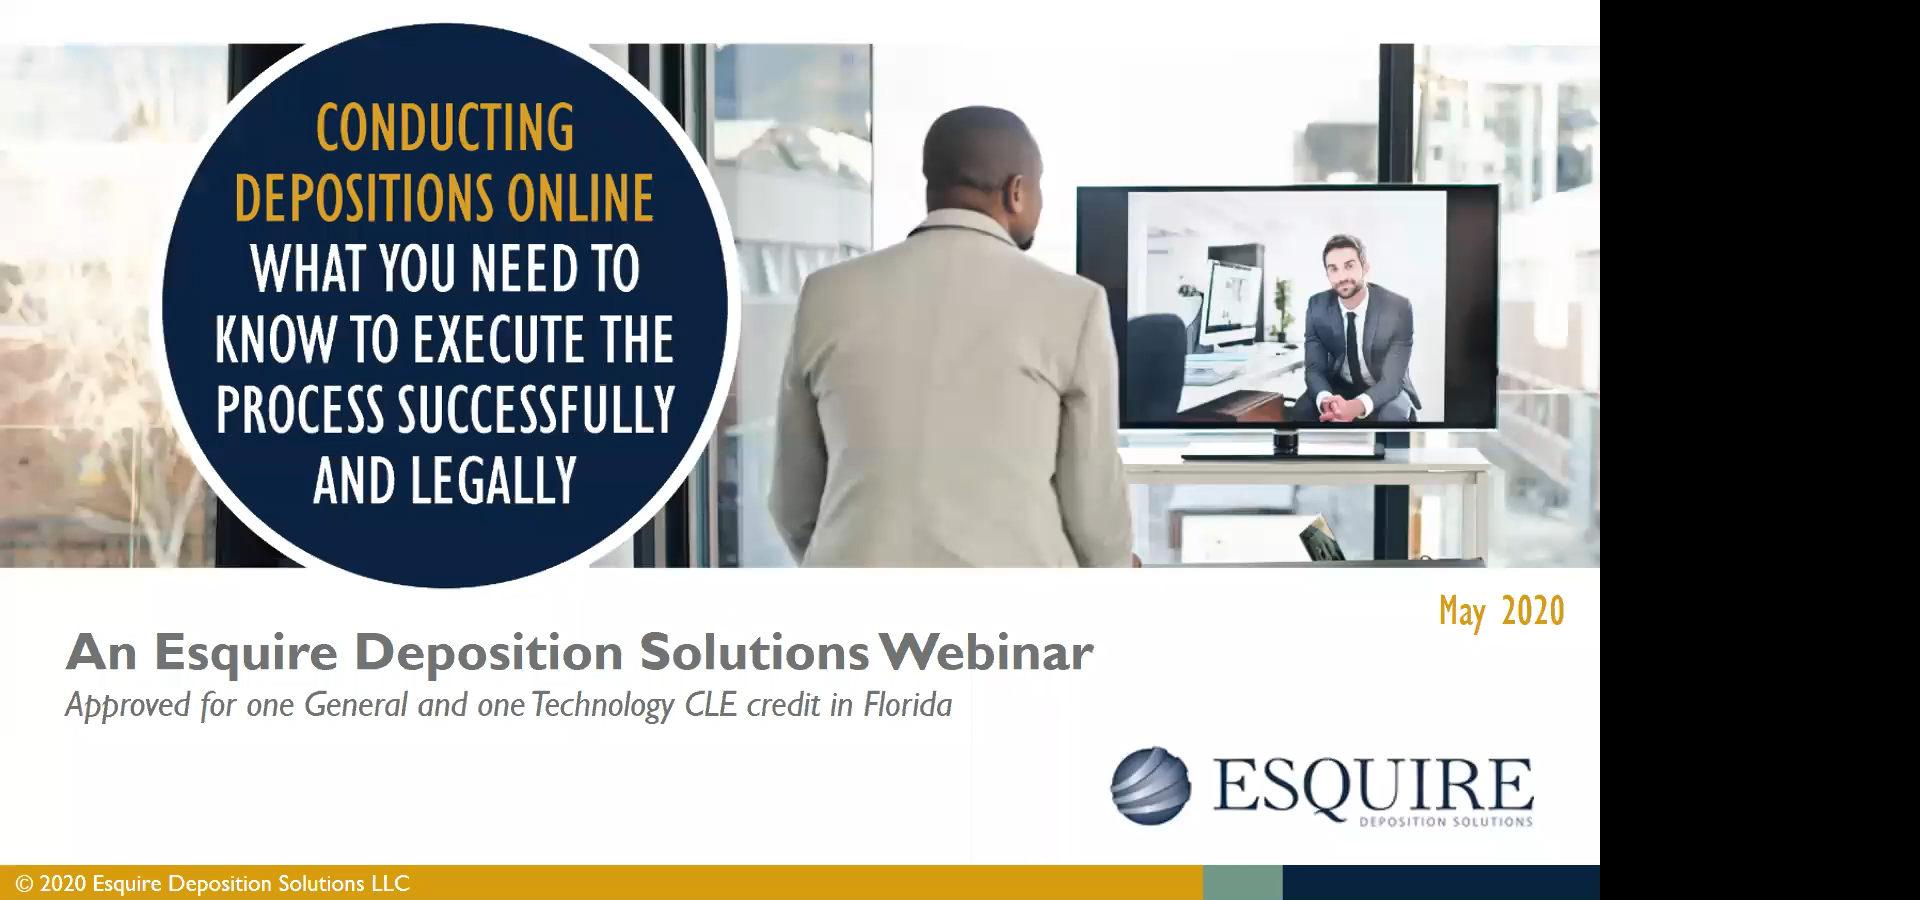 CONDUCTING
DEPOSITIONS ONLINE
WHAT YOU NEED TO
KNOW TO EXECUTE THE
PROCESS SUCCESSFULLY
AND LEGALLY
May 2020
An Esquire Deposition Solutions Webinar
Approved for one General and one Technology CLE credit in Florida
ESQUIRE
DEPOSITION SOLUTIONS
© 2020 Esquire Deposition Solutions LLC